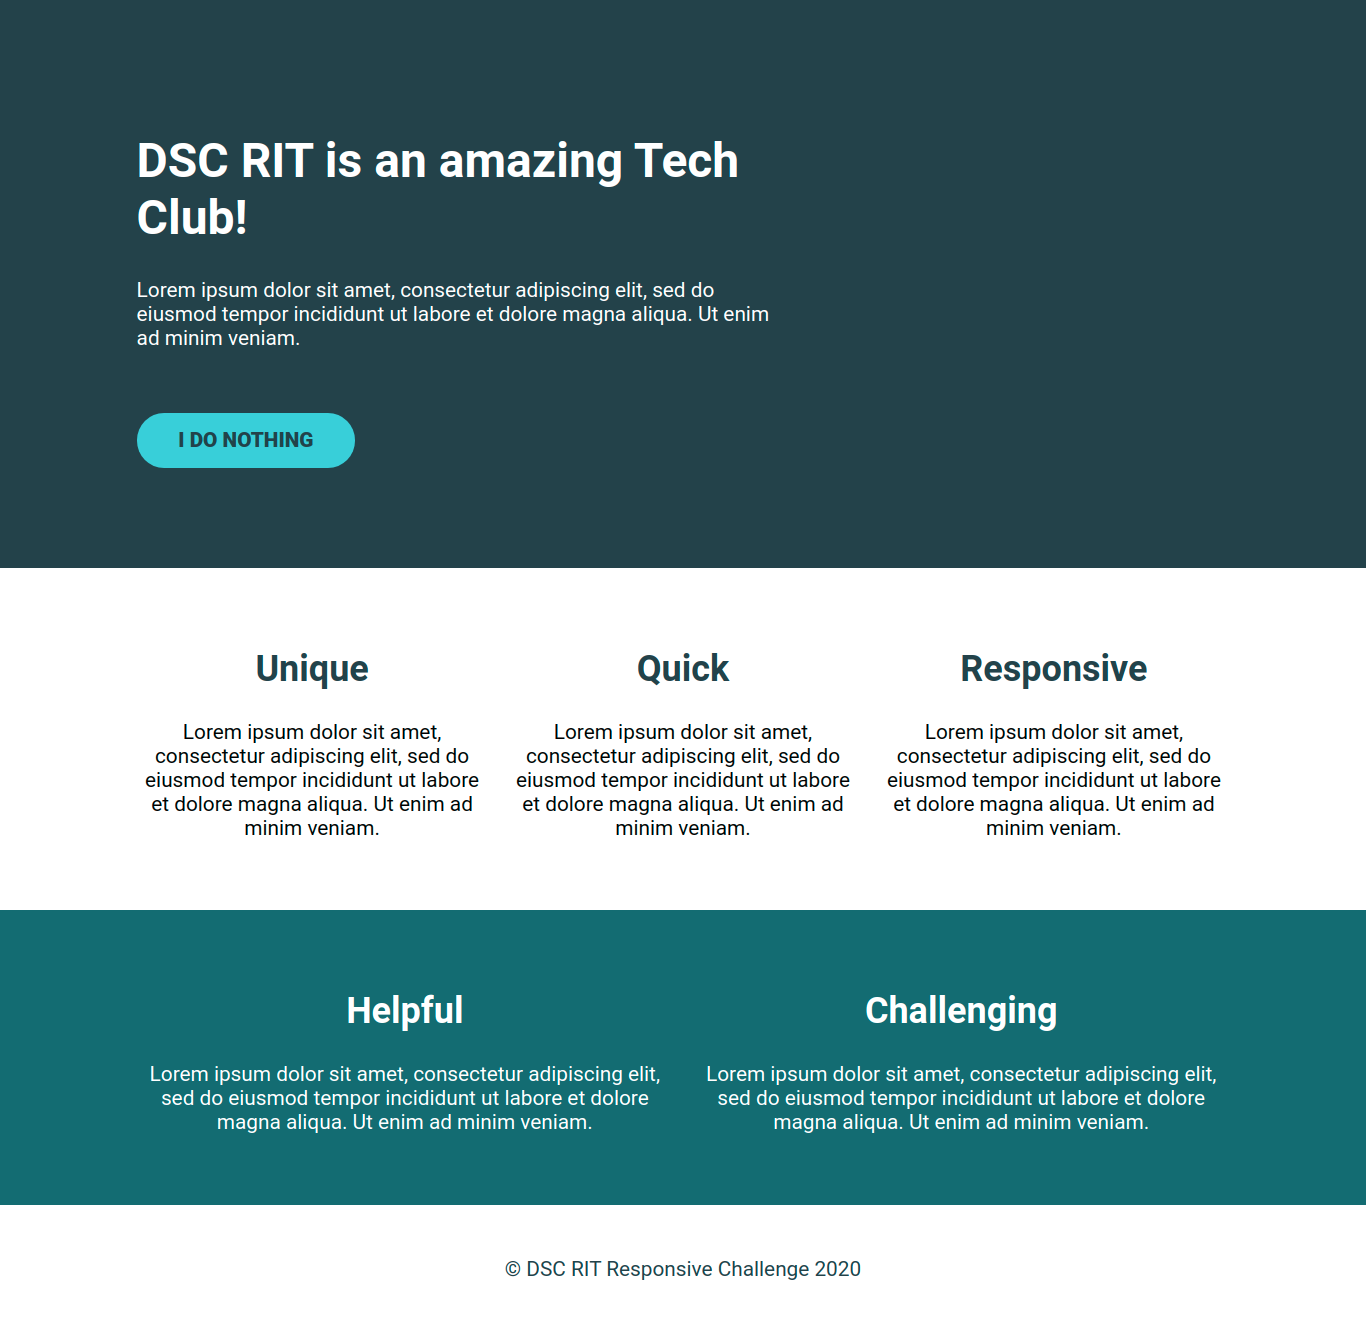 DSC RIT is an amazing Tech
Club!
Lorem ipsum dolor sit amet, consectetur adipiscing elit, sed do
eiusmod tempor incididunt ut labore et dolore magna aliqua. Ut enim
ad minim veniam.
I DO NOTHING
Unique
Lorem ipsum dolor sit amet,
consectetur adipiscing elit, sed do
eiusmod tempor incididunt ut labore
et dolore magna aliqua. Ut enim ad
minim veniam.
Quick
Lorem ipsum dolor sit amet,
consectetur adipiscing elit, sed do
eiusmod tempor incididunt ut labore
et dolore magna aliqua. Ut enim ad
minim veniam.
Responsive
Lorem ipsum dolor sit amet,
consectetur adipiscing elit, sed do
eiusmod tempor incididunt ut labore
et dolore magna aliqua. Ut enim ad
minim veniam.
Helpful
Lorem ipsum dolor sit amet, consectetur adipiscing elit,
sed do eiusmod tempor incididunt ut labore et dolore
magna aliqua. Ut enim ad minim veniam.
Challenging
Lorem ipsum dolor sit amet, consectetur adipiscing elit,
sed do eiusmod tempor incididunt ut labore et dolore
magna aliqua. Ut enim ad minim veniam.
© DSC RIT Responsive Challenge 2020